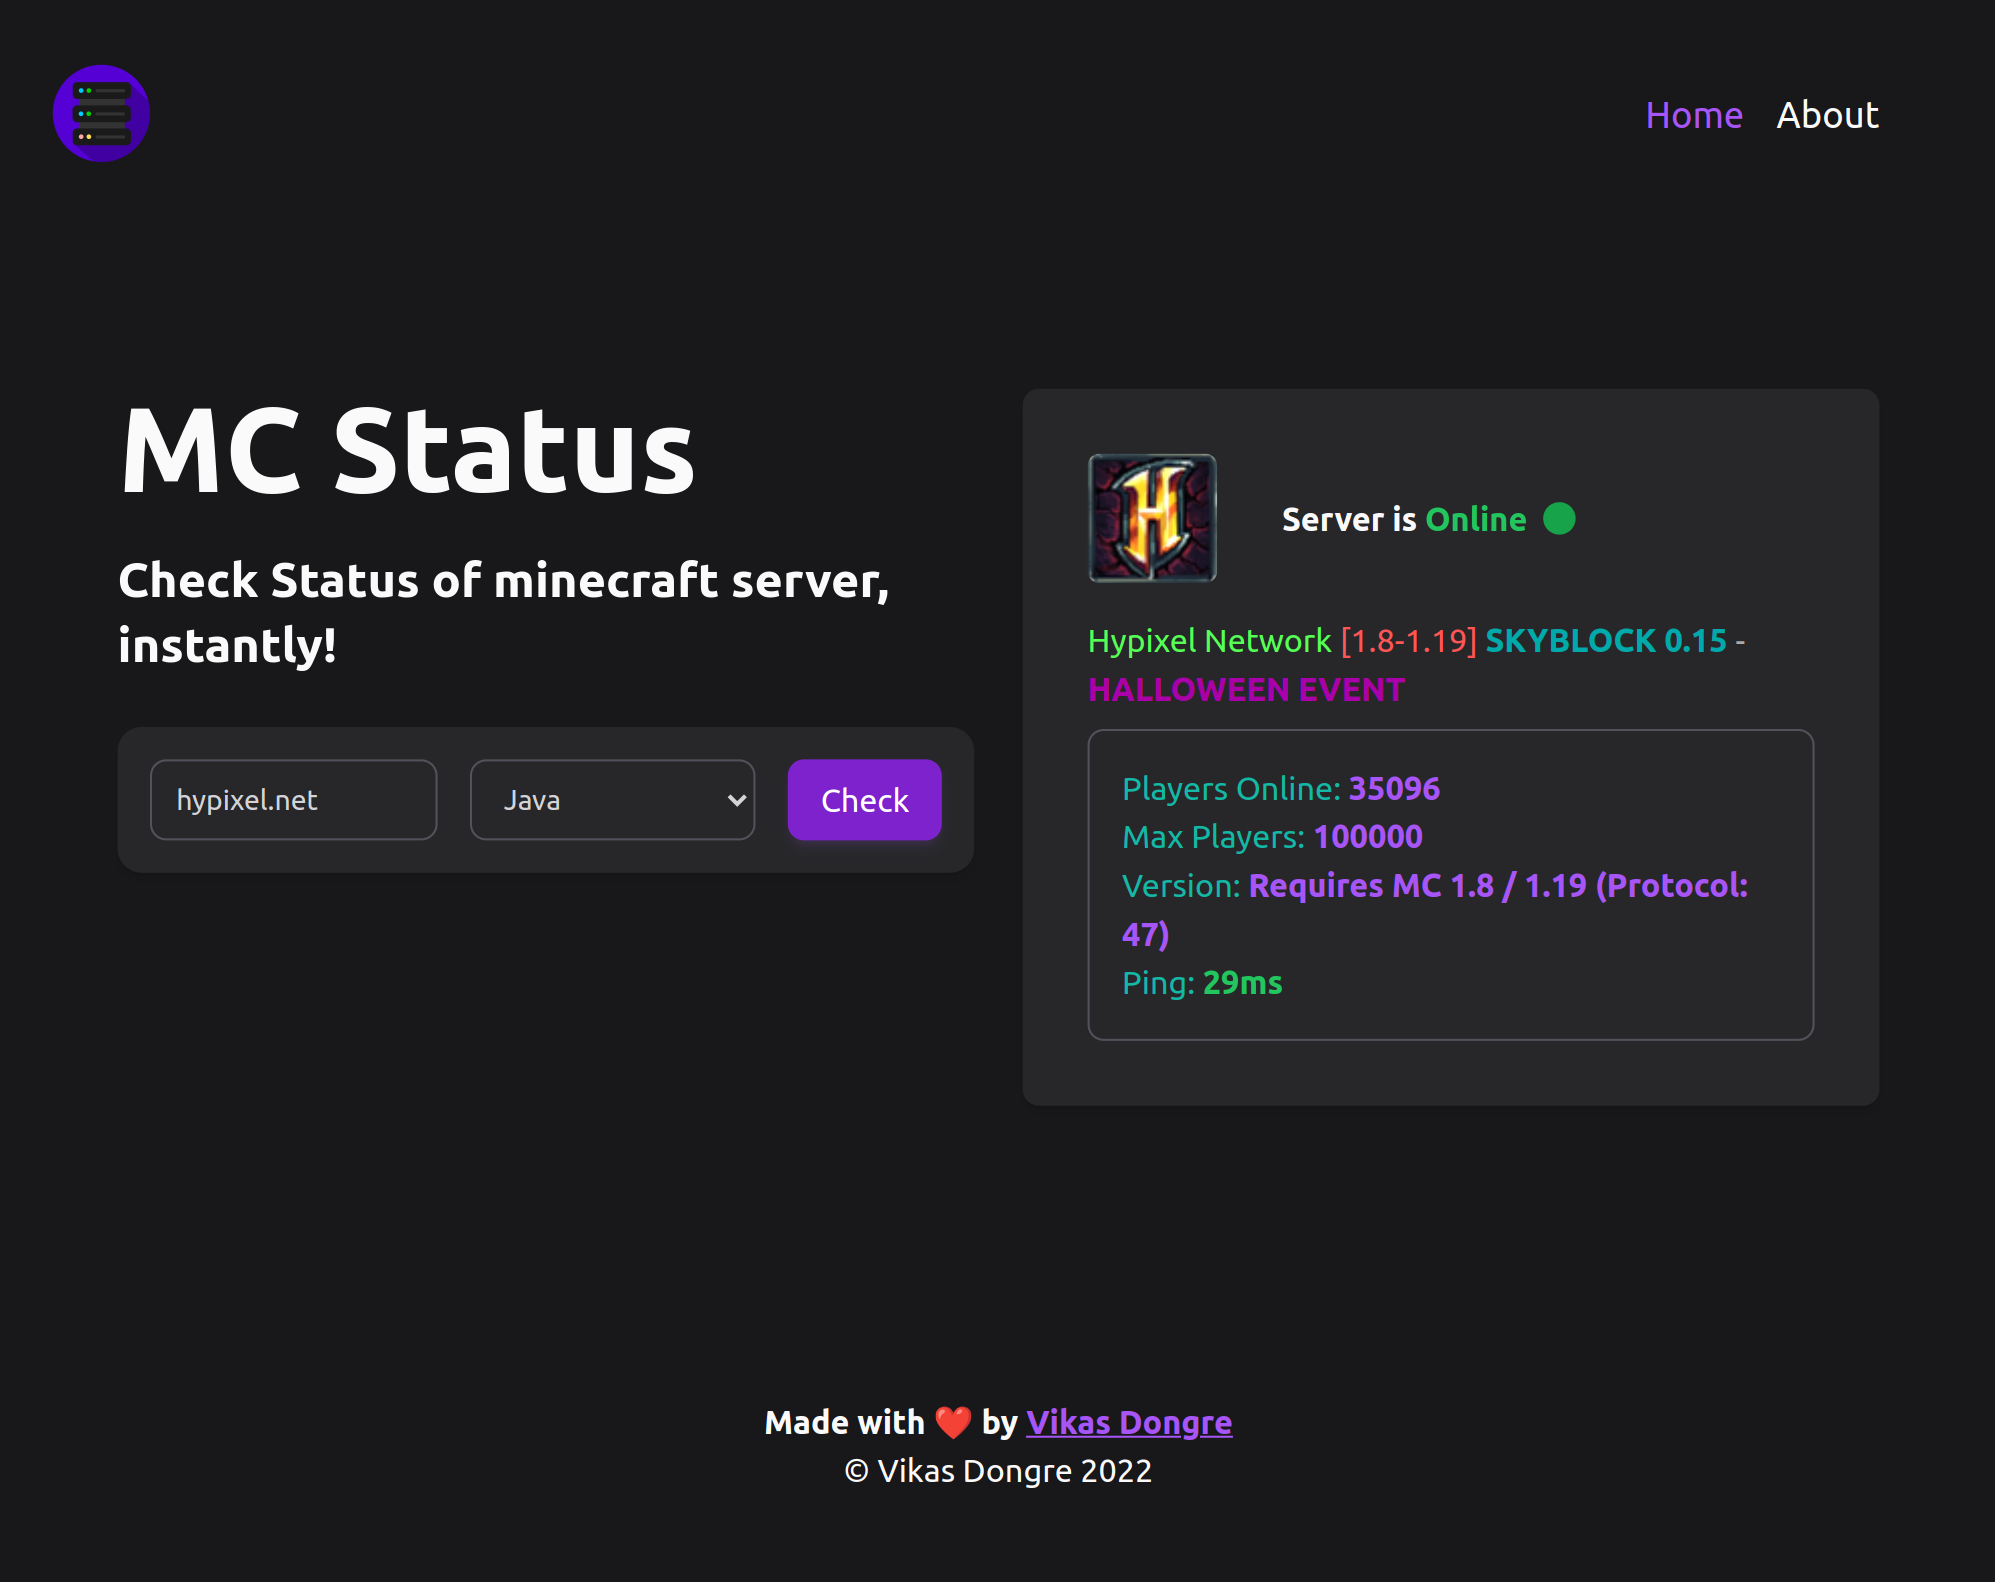 Home About
MC Status
Check Status of minecraft server,
instantly!
hypixel.net Java Check
H
Server is Online
Hypixel Network [1.8-1.19] SKYBLOCK 0.15 -
HALLOWEEN EVENT
Players Online: 35096
Max Players: 100000
Version: Requires MC 1.8 / 1.19 (Protocol:
47)
Ping: 29ms
Made with ❤️ by Vikas Dongre
© Vikas Dongre 2022